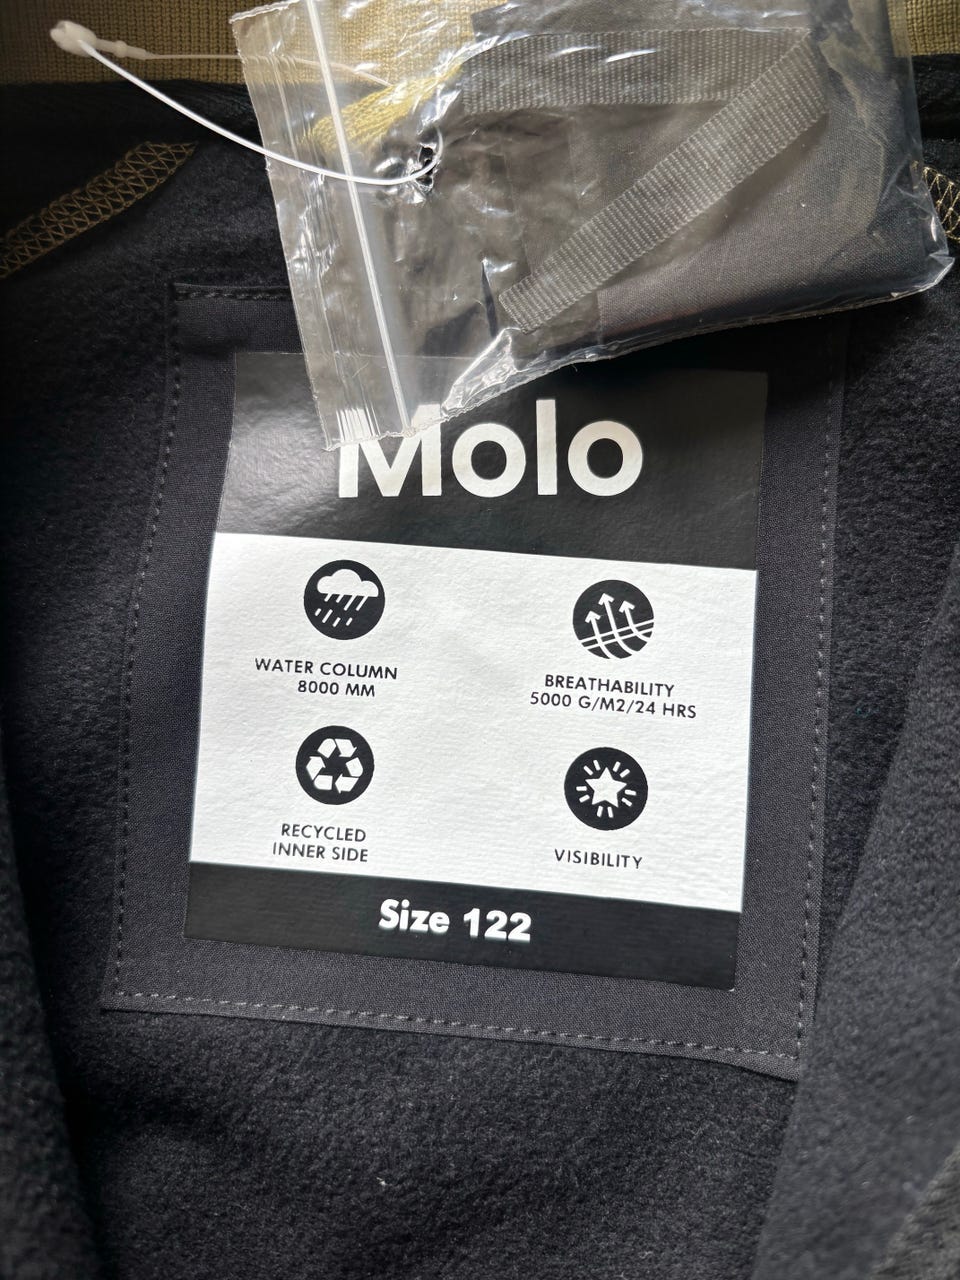 Molo
WATER COLUMN
8000 MM
BREATHABILITY
5000 G/M2/24 HRS
RECYCLED
INNER SIDE
VISIBILITY
Size 122